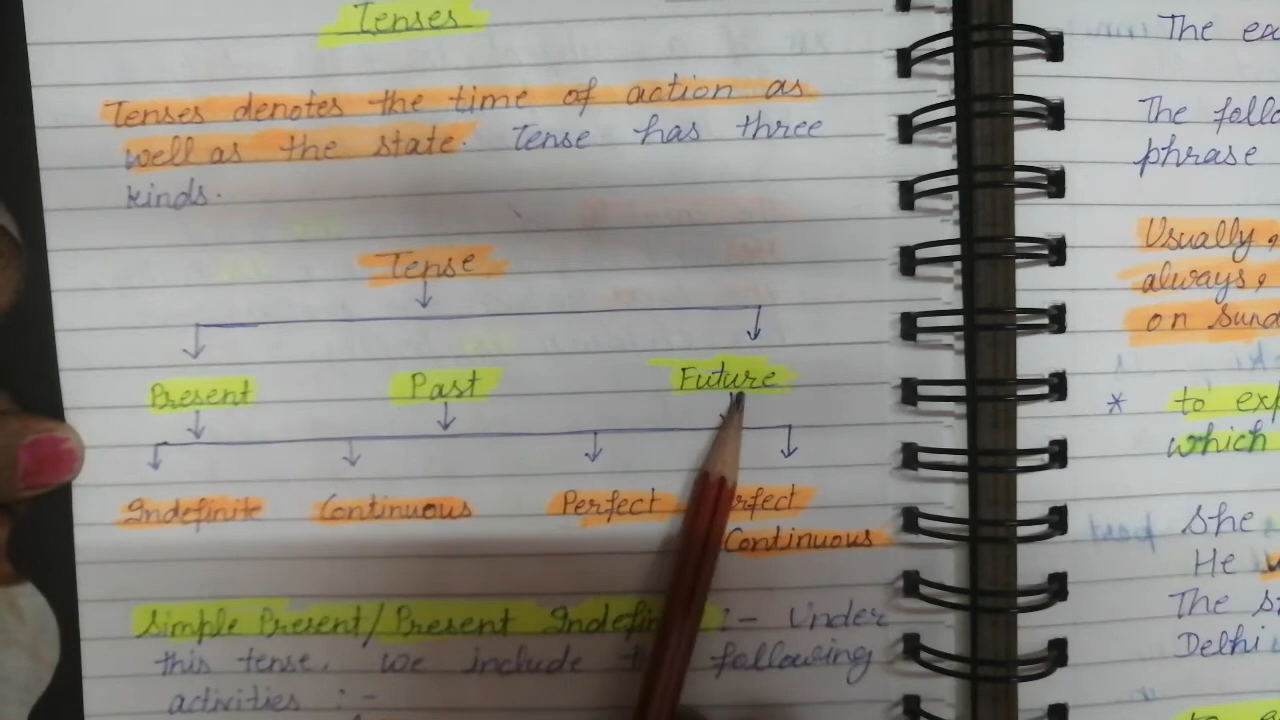 Tenses
Tenses denotes the time of action as
well as the state. Tense has three
kinds.
Tense
Present Past Future
Indefinite Continuous Perfect
Continuous
Simple Present/Present :- Under
this tense, we include following
activities :-
The
The
phrase
Usually,
always,
on
* to
which
She
He
The
Delhi